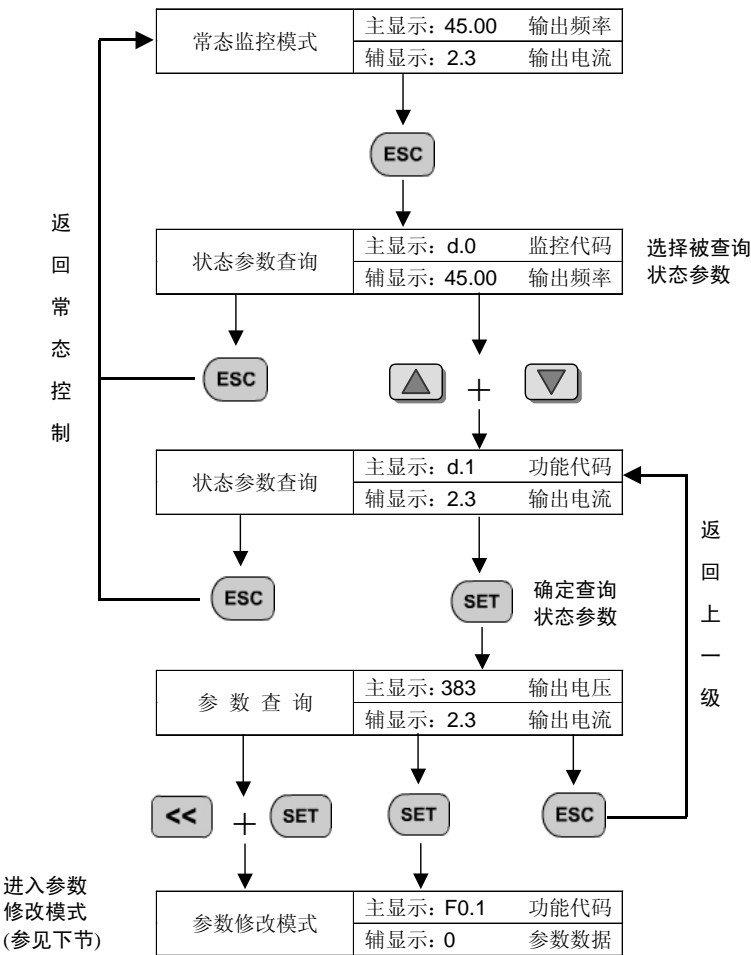 常态监控模式
主显示: 45.00 输出频率
辅显示: 2.3 输出电流
ESC
返回常态控制
状态参数查询
主显示: d.0 监控代码
辅显示: 45.00 输出频率
选择被查询
状态参数
ESC
+
状态参数查询
主显示: d.1 功能代码
辅显示: 2.3 输出电流
返回上一级
ESC
SET
确定查询
状态参数
参 数 查 询
主显示: 383 输出电压
辅显示: 2.3 输出电流
<< + SET
SET
ESC
进入参数
修改模式
(参见下节)
参数修改模式
主显示: F0.1 功能代码
辅显示: 0 参数数据